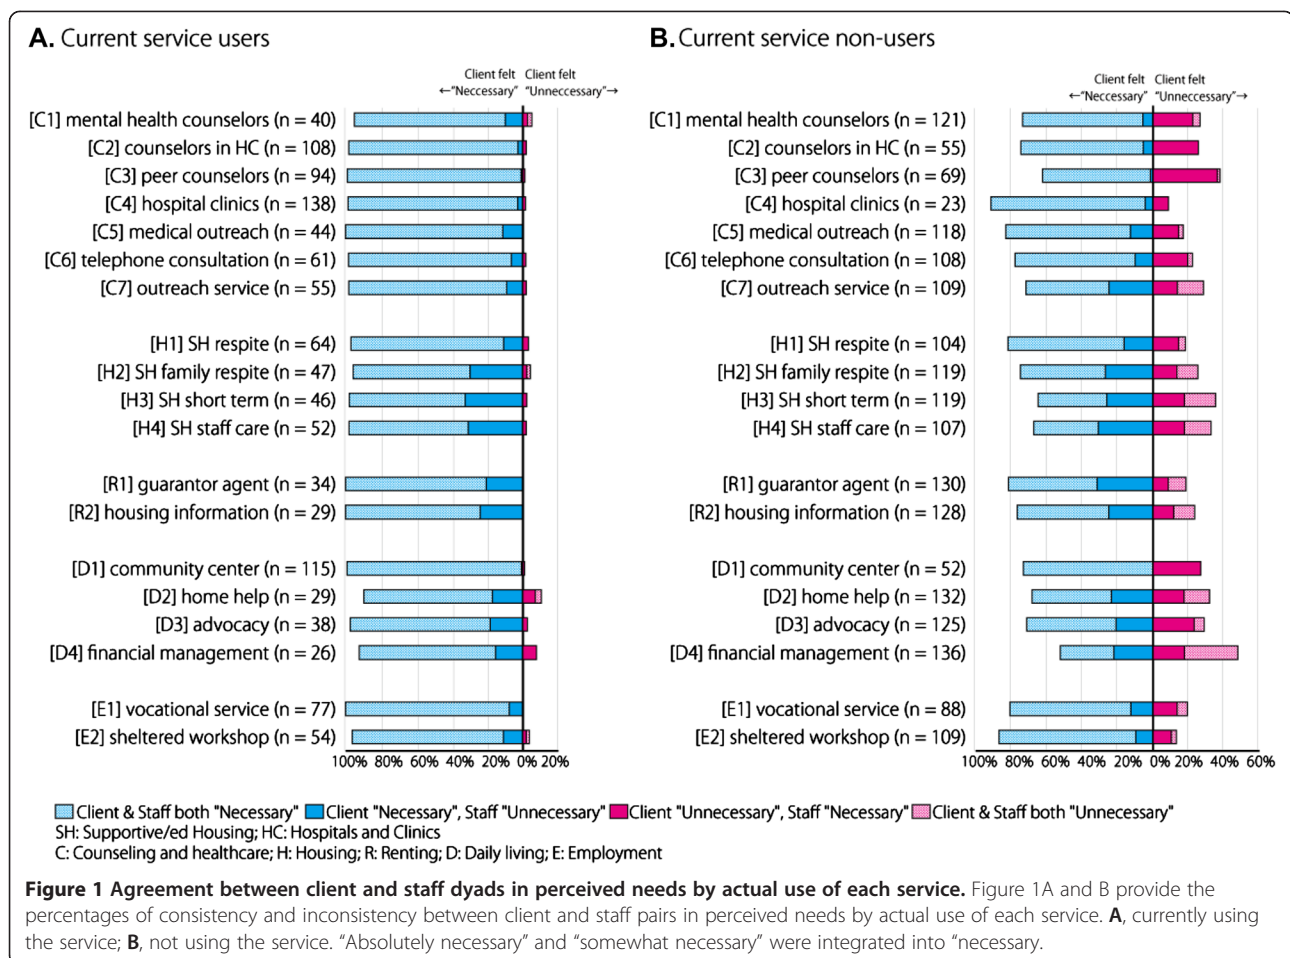 A. Current service users
Client felt
←"Neccessary"
Client felt
"Unneccessary"→
[C1] mental health counselors (n = 40)
[C2] counselors in HC (n = 108)
[C3] peer counselors (n = 94)
[C4] hospital clinics (n = 138)
[C5] medical outreach (n = 44)
[C6] telephone consultation (n = 61)
[C7] outreach service (n = 55)
[H1] SH respite (n = 64)
[H2] SH family respite (n = 47)
[H3] SH short term (n = 46)
[H4] SH staff care (n = 52)
[R1] guarantor agent (n = 34)
[R2] housing information (n = 29)
[D1] community center (n = 115)
[D2] home help (n = 29)
[D3] advocacy (n = 38)
[D4] financial management (n = 26)
[E1] vocational service (n = 77)
[E2] sheltered workshop (n = 54)
100% 80% 60% 40% 20% 0% 20%
B. Current service non-users
Client felt
←"Neccessary"
Client felt
"Unneccessary"→
[C1] mental health counselors (n = 121)
[C2] counselors in HC (n = 55)
[C3] peer counselors (n = 69)
[C4] hospital clinics (n = 23)
[C5] medical outreach (n = 118)
[C6] telephone consultation (n = 108)
[C7] outreach service (n = 109)
[H1] SH respite (n = 104)
[H2] SH family respite (n = 119)
[H3] SH short term (n = 119)
[H4] SH staff care (n = 107)
[R1] guarantor agent (n = 130)
[R2] housing information (n = 128)
[D1] community center (n = 52)
[D2] home help (n = 132)
[D3] advocacy (n = 125)
[D4] financial management (n = 136)
[E1] vocational service (n = 88)
[E2] sheltered workshop (n = 109)
100% 80% 60% 40% 20% 0% 20% 40% 60%
Client & Staff both "Necessary" Client "Necessary", Staff "Unnecessary" Client "Unnecessary", Staff "Necessary" Client & Staff both "Unnecessary"
SH: Supportive/ed Housing; HC: Hospitals and Clinics
C: Counseling and healthcare; H: Housing; R: Renting; D: Daily living; E: Employment
Figure 1 Agreement between client and staff dyads in perceived needs by actual use of each service. Figure 1A and B provide the
percentages of consistency and inconsistency between client and staff pairs in perceived needs by actual use of each service. A, currently using
the service; B, not using the service. "Absolutely necessary" and "somewhat necessary" were integrated into "necessary.